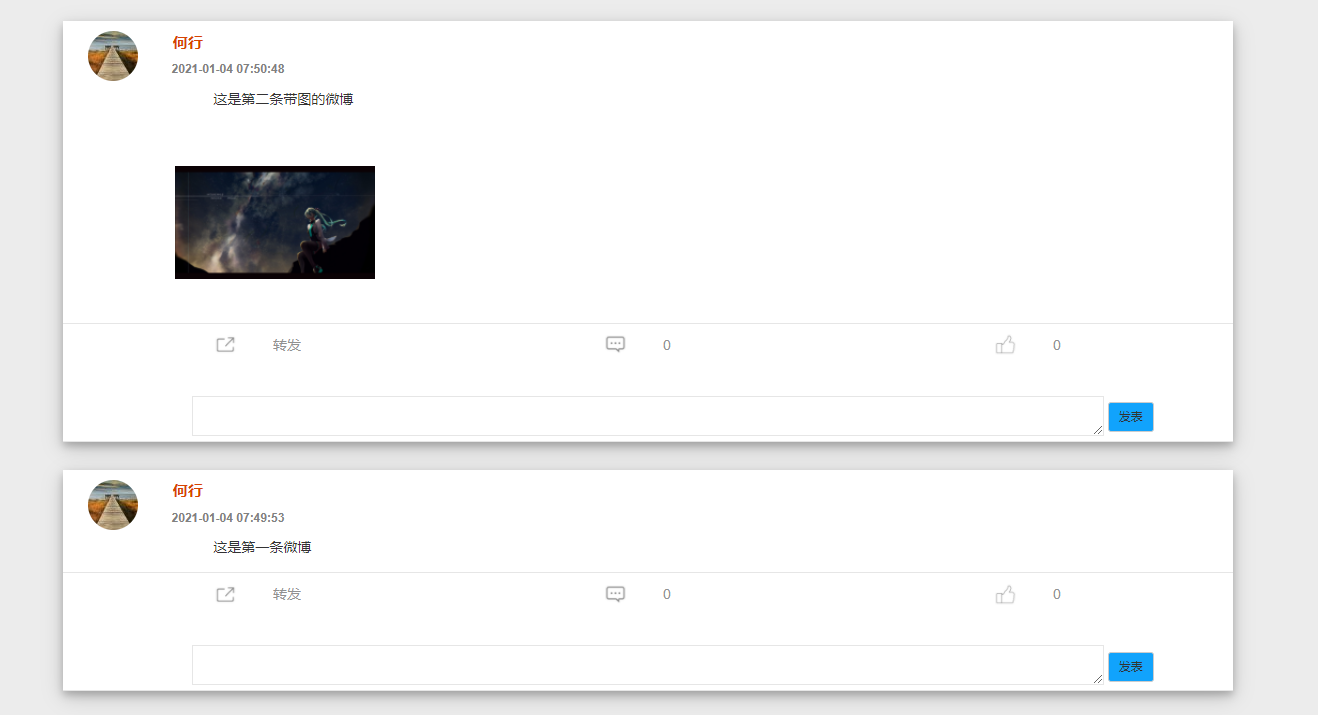 何行
2021-01-04 07:50:48
这是第二条带图的微博
转发 0 0
发表
何行
2021-01-04 07:49:53
这是第一条微博
转发 0 0
发表